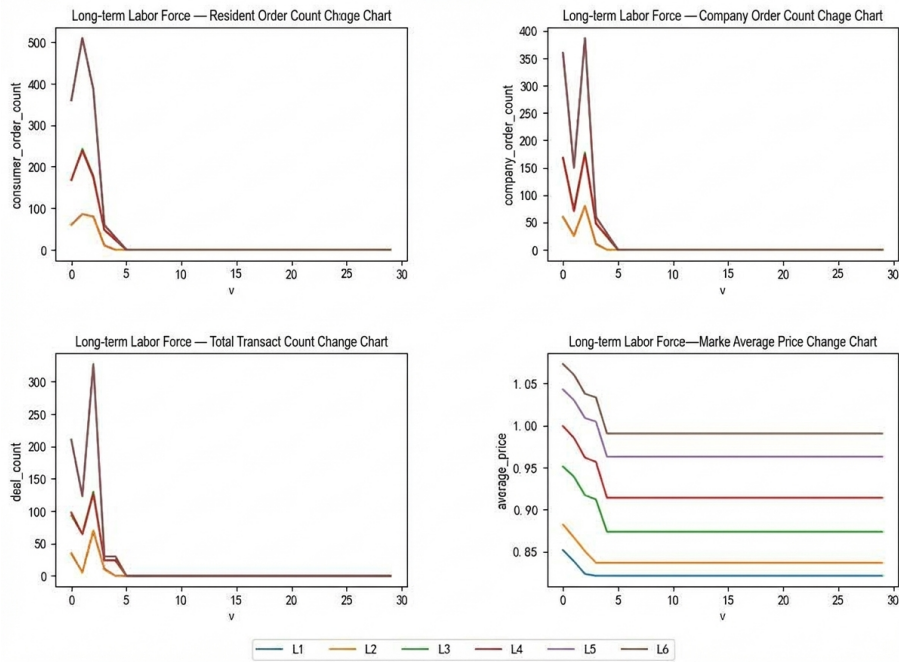 Long-term Labor Force — Resident Order Count Change Chart
consumer_order_count
500
400
300
200
100
0
0 5 10 15 20 25 30
v
Long-term Labor Force — Company Order Count Chage Chart
company_order_count
400
350
300
250
200
150
100
50
0
0 5 10 15 20 25 30
v
Long-term Labor Force — Total Transact Count Change Chart
deal_count
300
250
200
150
100
50
0
0 5 10 15 20 25 30
v
Long-term Labor Force—Marke Average Price Change Chart
average_price
1.05
1.00
0.95
0.90
0.85
0 5 10 15 20 25 30
v
L1 L2 L3 L4 L5 L6